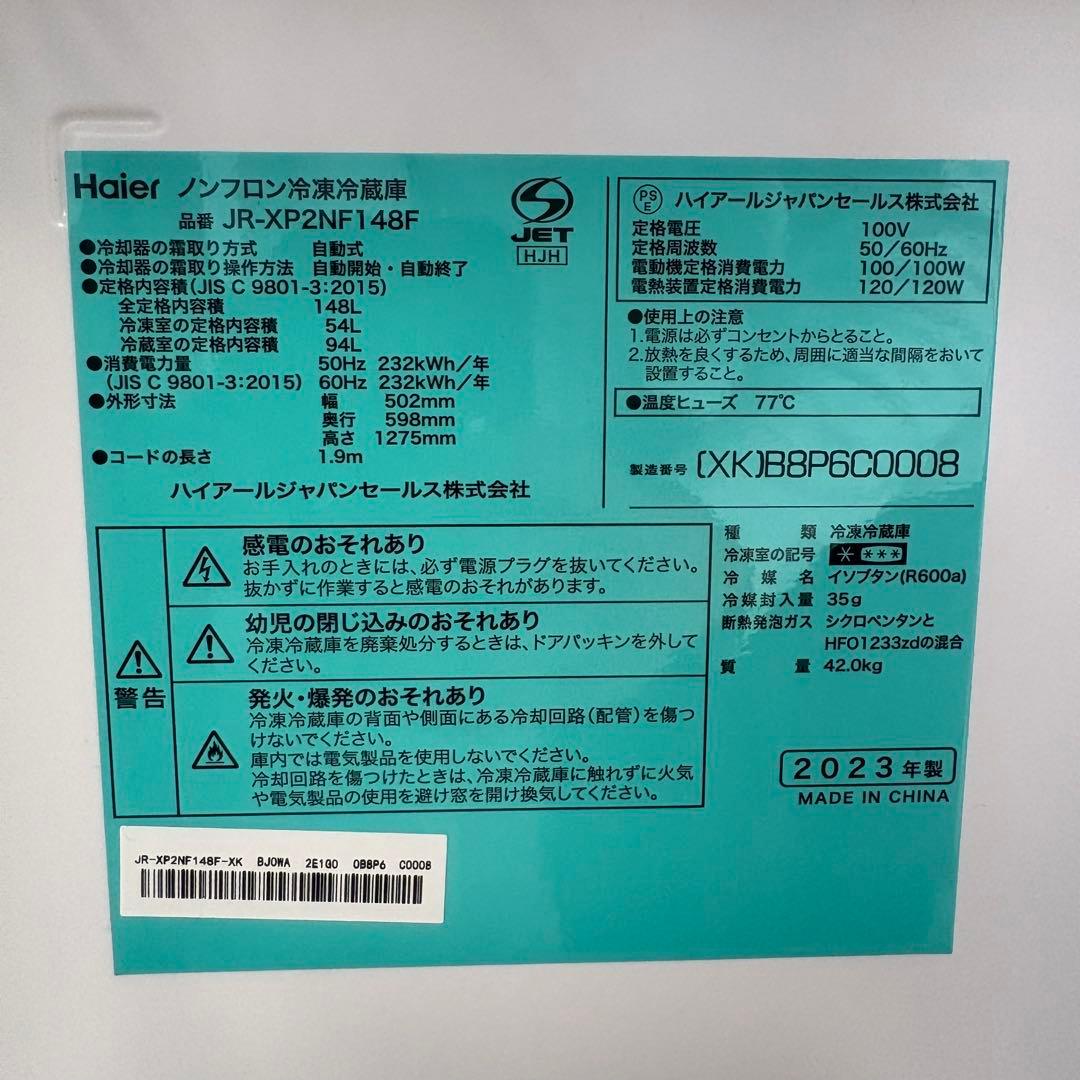 Haier ノンフロン冷凍冷蔵庫
品番 JR-XP2NF148F
●冷却器の霜取り方式 自動式
●冷却器の霜取り操作方法 自動開始・自動終了
●定格内容積(JIS C 9801-3:2015)
全定格内容積 148L
冷凍室の定格内容積 54L
冷蔵室の定格内容積 94L
●消費電力量 50Hz 232kWh/年
(JIS C 9801-3:2015) 60Hz 232kWh/年
●外形寸法 幅 502mm
奥行 598mm
高さ 1275mm
●コードの長さ 1.9m
ハイアールジャパンセールス株式会社
JET
HJH
PSE ハイアールジャパンセールス株式会社
定格電圧 100V
定格周波数 50/60Hz
電動機定格消費電力 100/100W
電熱装置定格消費電力 120/120W
●使用上の注意
1.電源は必ずコンセントからとること。
2.放熱を良くするため、周囲に適当な間隔をおいて
設置すること。
●温度ヒューズ 77℃
製造番号 (XK)B8P6C0008
警告
感電のおそれあり
お手入れのときには、必ず電源プラグを抜いてください。
抜かずに作業すると感電のおそれがあります。
幼児の閉じ込めのおそれあり
冷凍冷蔵庫を廃棄処分するときは、ドアパッキンを外して
ください。
発火・爆発のおそれあり
冷凍冷蔵庫の背面や側面にある冷却回路(配管)を傷つ
けないでください。
庫内では電気製品を使用しないでください。
冷却回路を傷つけたときは、冷凍冷蔵庫に触れずに火気
や電気製品の使用を避け窓を開け換気してください。
種類 冷凍冷蔵庫
冷凍室の記号 * ***
冷媒名 イソブタン(R600a)
冷媒封入量 35g
断熱発泡ガス シクロペンタンと
HFO1233zdの混合
質量 42.0kg
2023年製
MADE IN CHINA
JR-XP2NF148F-XK BJ0WA 2E1G0 0B8P6 C0008